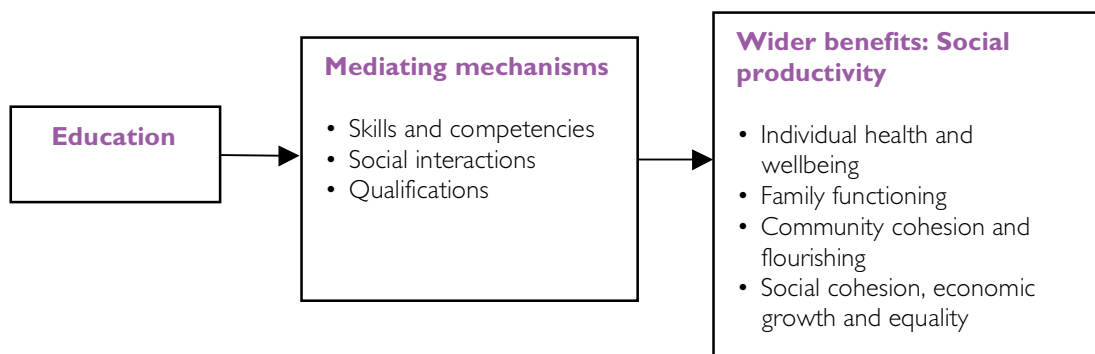 Education
Mediating mechanisms
• Skills and competencies
• Social interactions
• Qualifications
Wider benefits: Social
productivity
• Individual health and
wellbeing
• Family functioning
• Community cohesion and
flourishing
• Social cohesion, economic
growth and equality